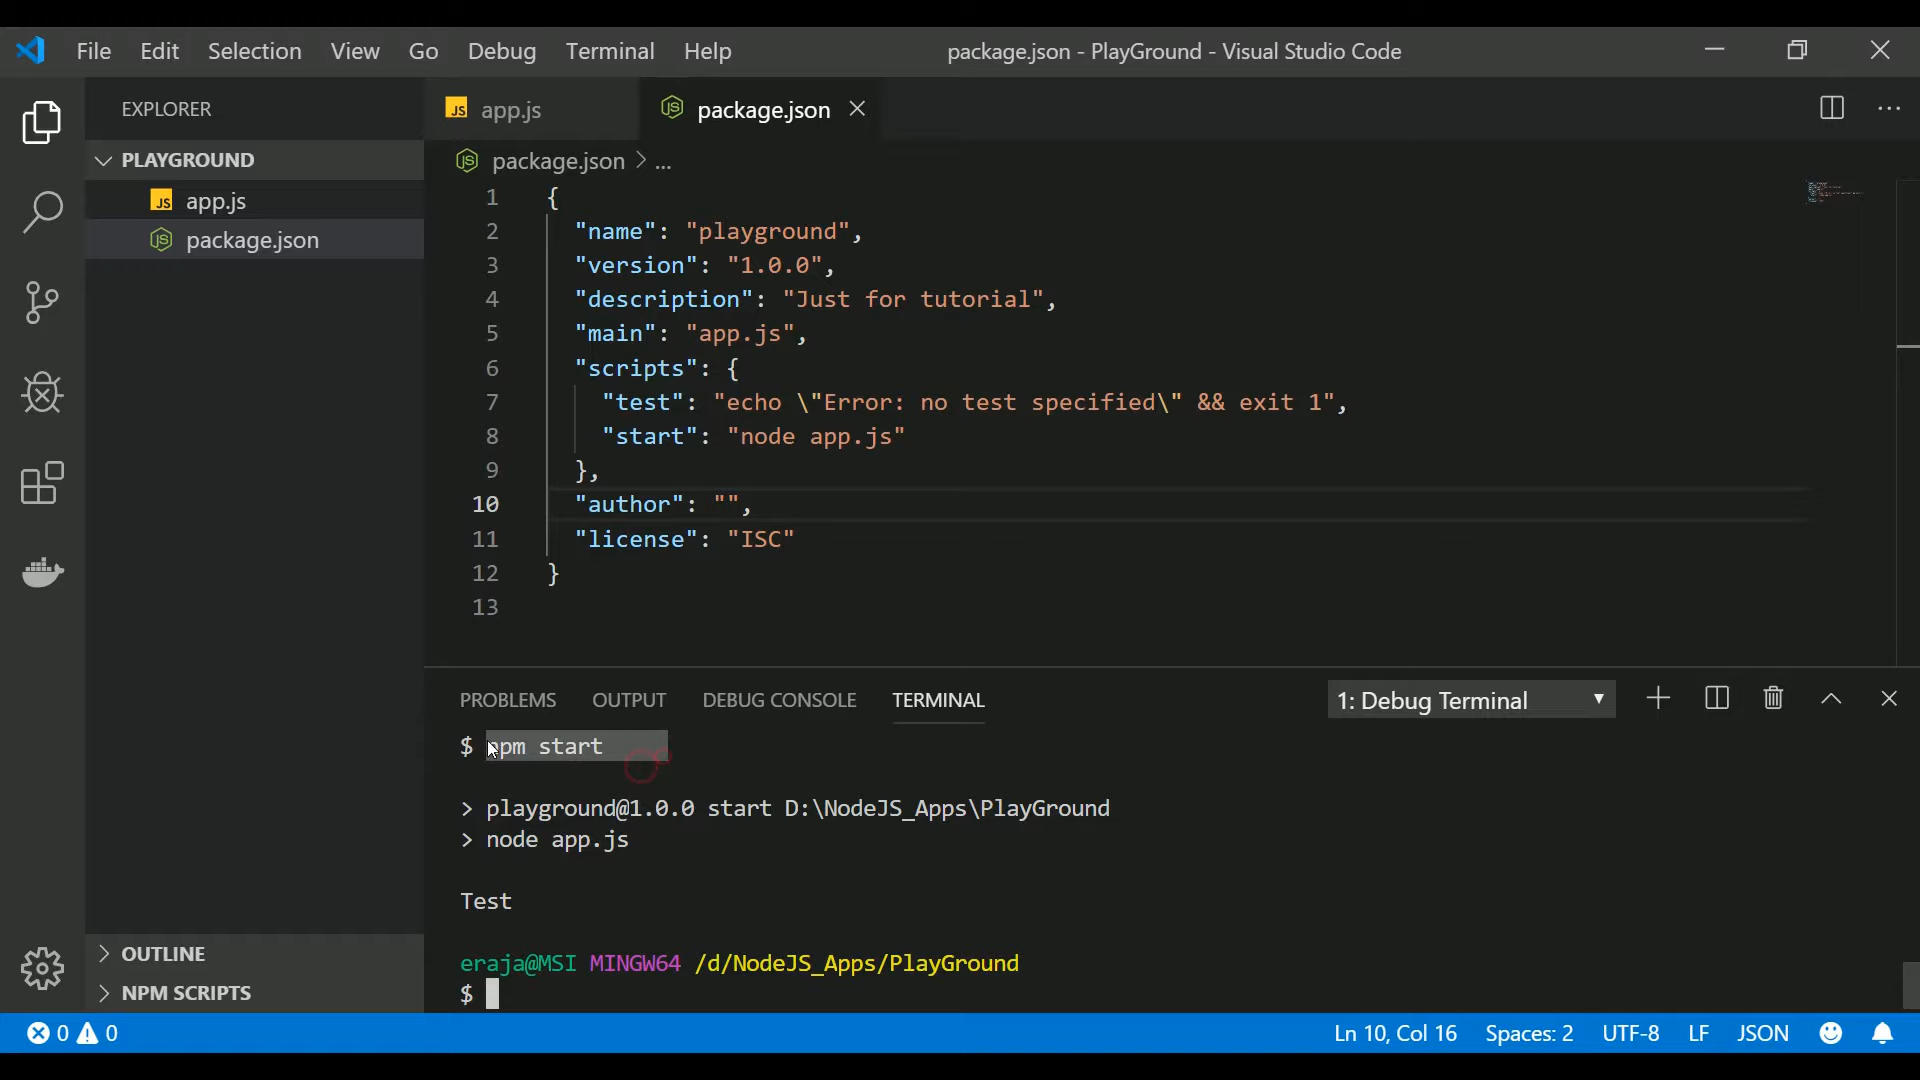 File Edit Selection View Go Debug Terminal Help package.json - PlayGround - Visual Studio Code
EXPLORER
PLAYGROUND
JS app.js
package.json
OUTLINE
NPM SCRIPTS
JS app.js package.json
package.json > ...
1 {
2 "name": "playground",
3 "version": "1.0.0",
4 "description": "Just for tutorial",
5 "main": "app.js",
6 "scripts": {
7 "test": "echo \"Error: no test specified\" && exit 1",
8 "start": "node app.js"
9 },
10 "author": "",
11 "license": "ISC"
12 }
13
PROBLEMS OUTPUT DEBUG CONSOLE TERMINAL 1: Debug Terminal
$ npm start
> playground@1.0.0 start D:\NodeJS_Apps\PlayGround
> node app.js
Test
eraja@MSI MINGW64 /d/NodeJS_Apps/PlayGround
$
0 0 Ln 10, Col 16 Spaces: 2 UTF-8 LF JSON